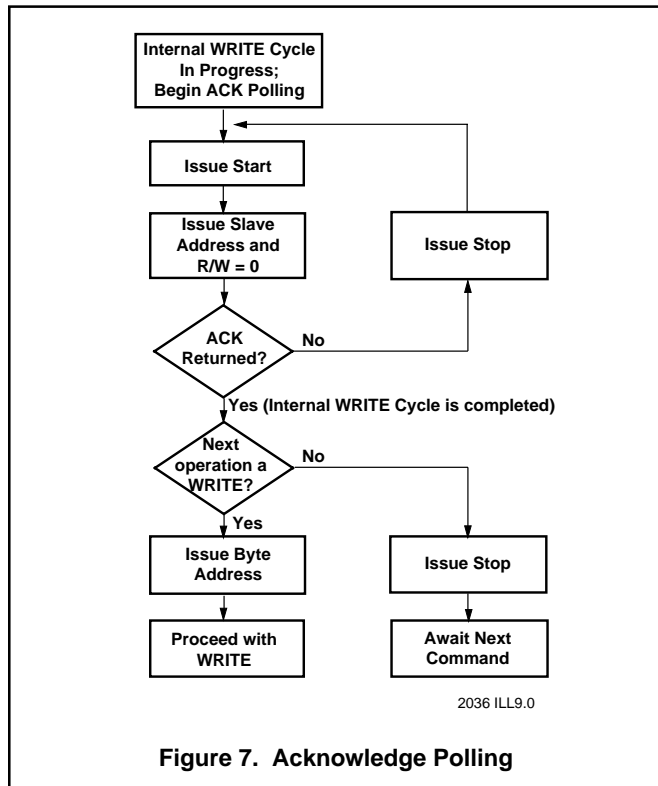 Internal WRITE Cycle
In Progress;
Begin ACK Polling
Issue Start
Issue Slave
Address and
R/W = 0
Issue Stop
ACK
Returned?
No
Yes (Internal WRITE Cycle is completed)
Next
operation a
WRITE?
No
Yes
Issue Byte
Address
Issue Stop
Proceed with
WRITE
Await Next
Command
2036 ILL9.0
Figure 7. Acknowledge Polling